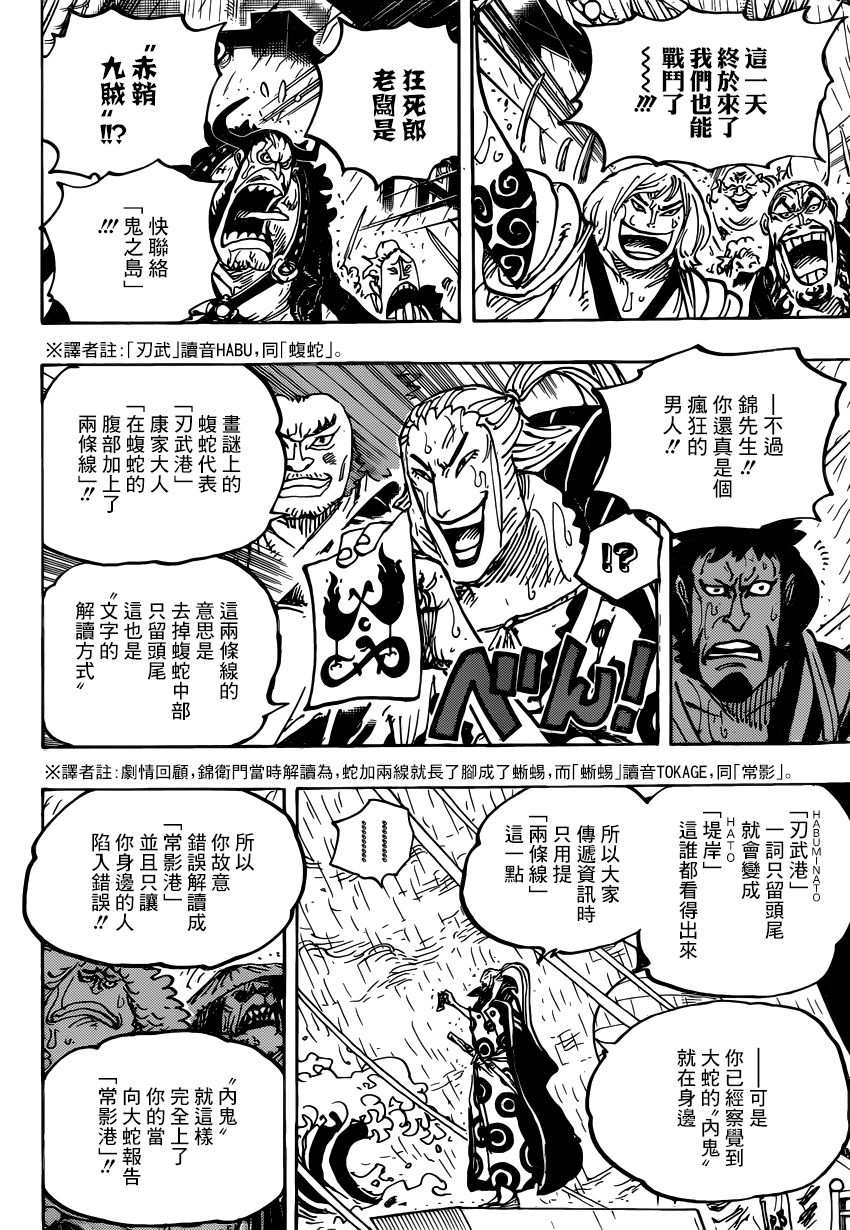 這一天
終於來了
我們也能
戰鬥了
～～～!!!
狂死郎
老闆是
"赤鞘
九賊"!!?
快聯絡
「鬼之島」
!!!
※譯者註:「刃武」讀音HABU,同「蝮蛇」。
—不過
錦先生!!
你還真是個
瘋狂的
男人!!
!?
畫謎上的
蝮蛇代表
「刃武港」
康家大人
「在蝮蛇的
腹部加上了
兩條線」!!
這兩條線的
意思是
去掉蝮蛇中部
只留頭尾
這也是
"文字的
解讀方式"
べべん!
※譯者註:劇情回顧,錦衛門當時解讀為,蛇加兩線就長了腳成了蜥蜴,而「蜥蜴」讀音TOKAGE,同「常影」。
HABUMINATO
「刃武港」
一詞只留頭尾
就會變成
HATO
「堤岸」
這誰都看得出來
所以大家
傳遞資訊時
只用提
「兩條線」
這一點
………
—可是
你已經察覺到
大蛇的"內鬼"
就在身邊
所以
你故意
錯誤解讀成
「常影港」
並且只讓
你身邊的人
陷入錯誤!!
"內鬼"
就這樣
完全上了
你的當
向大蛇報告
「常影港」!!